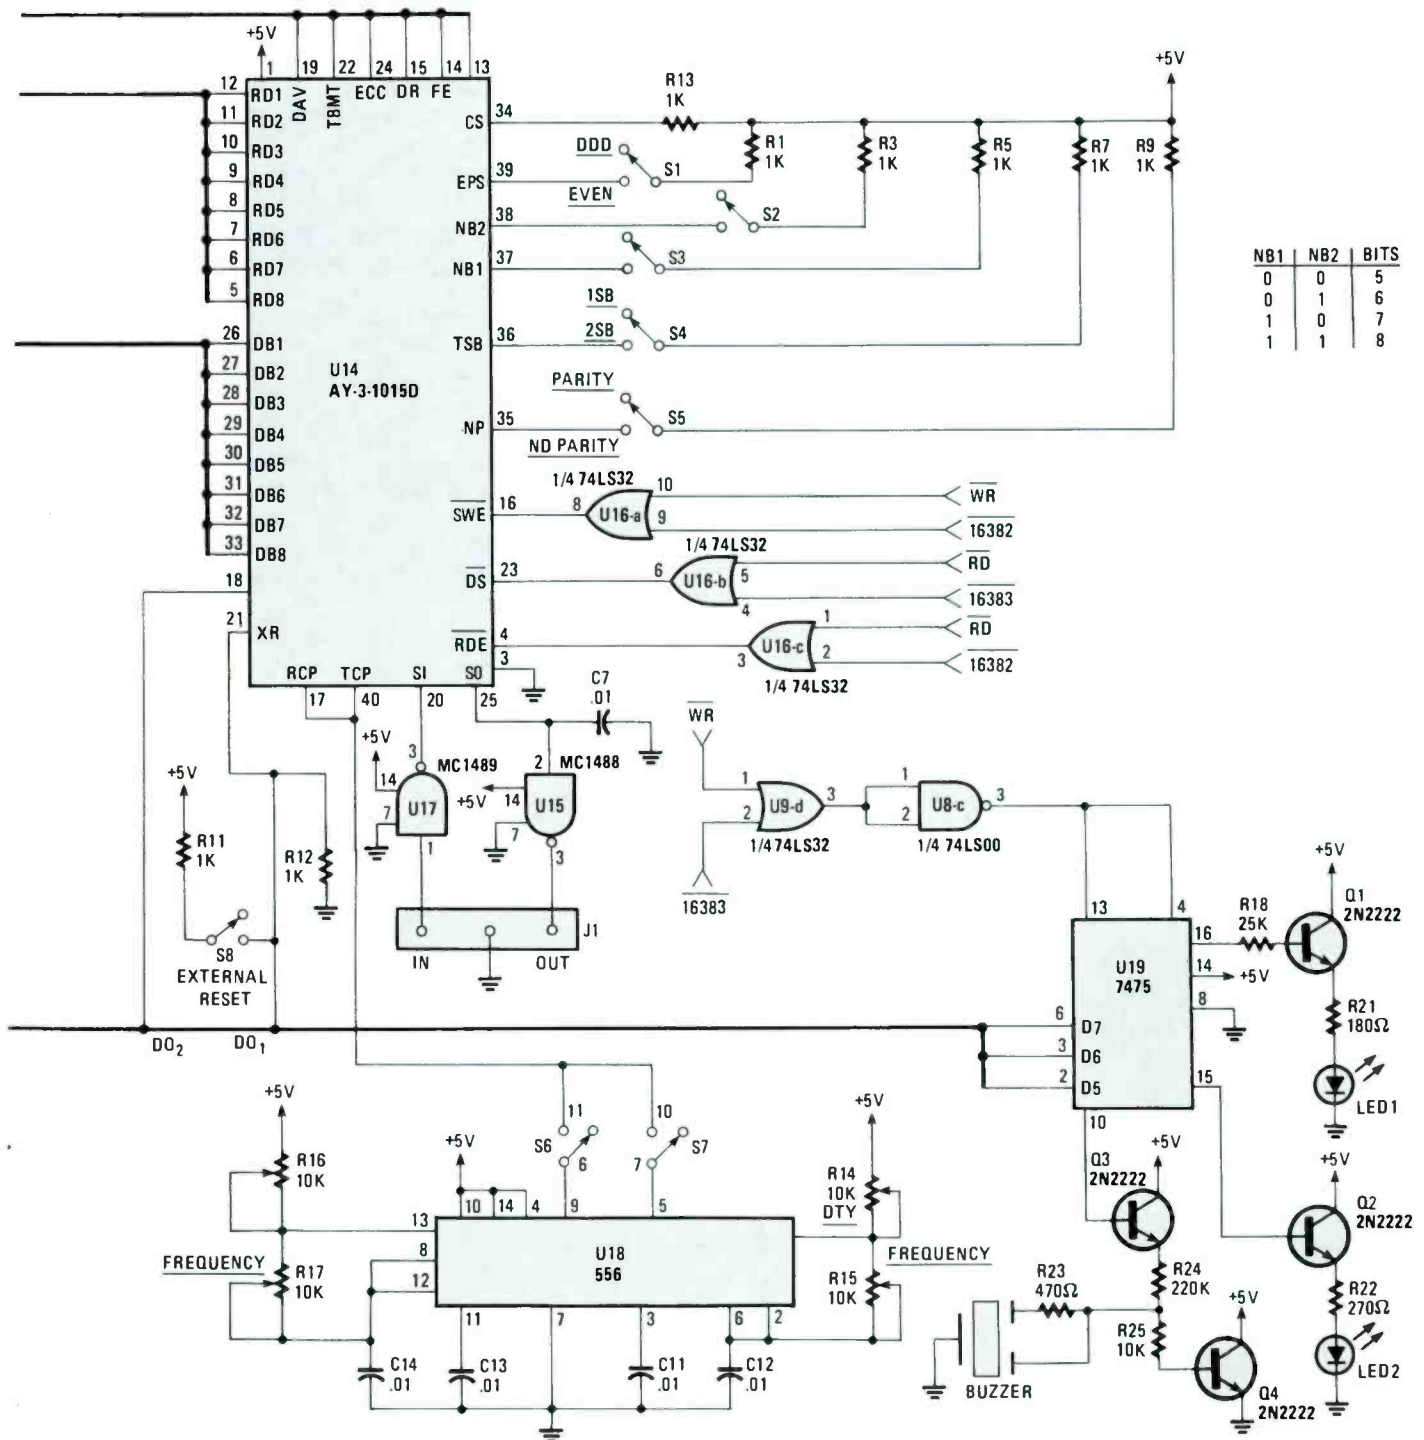 +5V
1
19
22
24
15
14
13
12
RD1
DAV
TBMT
ECC
DR
FE
11
RD2
10
RD3
9
RD4
8
RD5
7
RD6
6
RD7
5
RD8
CS
34
R13
1K
+5V
R1
1K
R3
1K
R5
1K
R7
1K
R9
1K
DDD
S1
EPS
39
EVEN
NB2
38
S2
NB1
37
S3
1SB
TSB
36
2SB
S4
PARITY
NP
35
S5
ND PARITY
NB1 NB2 BITS
0 0 5
0 1 6
1 0 7
1 1 8
26
DB1
27
DB2
28
DB3
29
DB4
30
DB5
31
DB6
32
DB7
33
DB8
18
21
XR
U14
AY-3-1015D
1/4 74LS32
SWE
16
8
U16-a
10
9
WR
16382
1/4 74LS32
DS
23
6
U16-b
5
4
RD
16383
RDE
4
3
U16-c
1
2
RD
16382
1/4 74LS32
3
RCP
TCP
SI
SO
17
40
20
25
C7
.01
+5V
3
MC1489
14
7
U17
1
2
MC1488
+5V
14
7
U15
3
IN
OUT
J1
+5V
R11
1K
R12
1K
S8
EXTERNAL
RESET
WR
1
2
U9-d
3
1/4 74LS32
16383
1
2
U8-c
3
1/4 74LS00
13
4
U19
7475
16
R18
25K
14
+5V
8
15
6
D7
3
D6
2
D5
10
+5V
Q1
2N2222
R21
180Ω
LED1
DO2
DO1
+5V
R16
10K
FREQUENCY
R17
10K
+5V
10
14
4
11
S6
6
9
10
S7
7
5
13
8
12
U18
556
11
7
3
6
2
+5V
R14
10K
DTY
FREQUENCY
R15
10K
C14
.01
C13
.01
C11
.01
C12
.01
Q3
2N2222
+5V
R24
220K
R23
470Ω
R25
10K
BUZZER
+5V
Q4
2N2222
+5V
Q2
2N2222
R22
270Ω
LED2